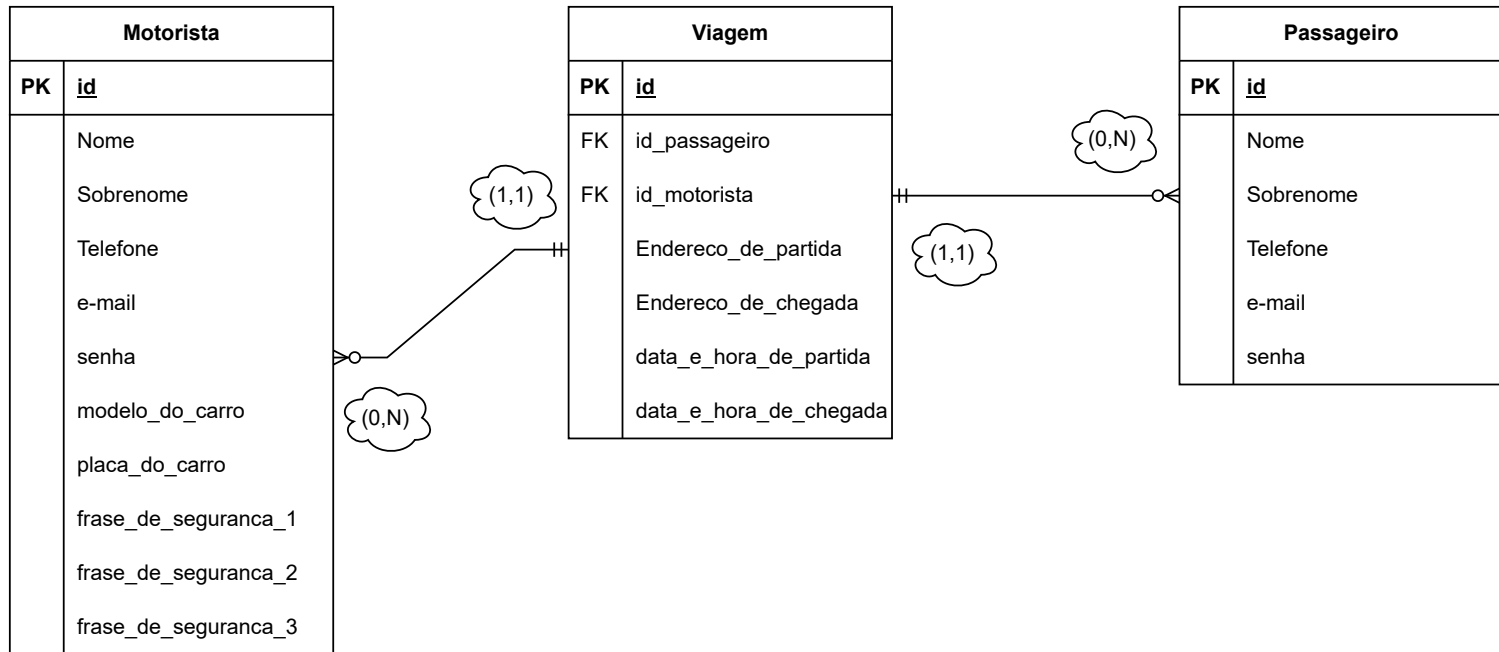 Motorista
PK id
Nome
Sobrenome
Telefone
e-mail
senha
modelo_do_carro
placa_do_carro
frase_de_seguranca_1
frase_de_seguranca_2
frase_de_seguranca_3
(1,1)
(0,N)
Viagem
PK id
FK id_passageiro
FK id_motorista
Endereco_de_partida
Endereco_de_chegada
data_e_hora_de_partida
data_e_hora_de_chegada
(0,N)
(1,1)
Passageiro
PK id
Nome
Sobrenome
Telefone
e-mail
senha